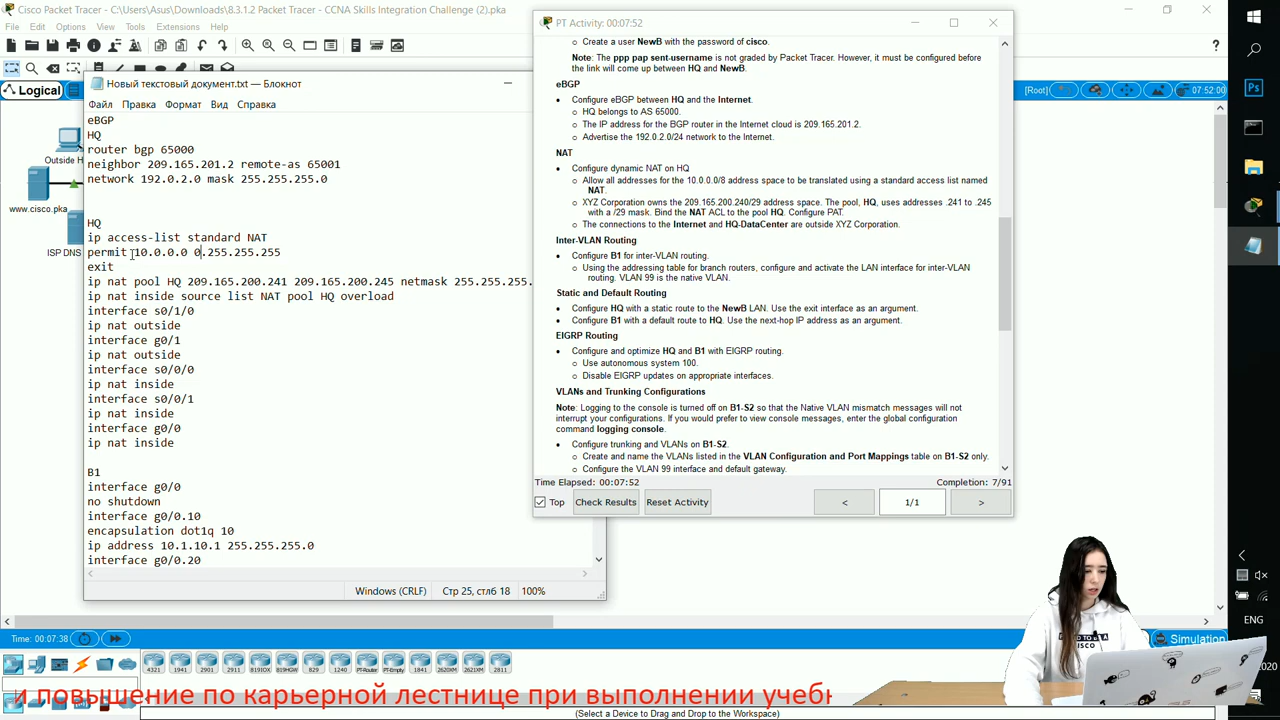 Cisco Packet Tracer - C:\Users\Asus\Downloads\8.3.1.2 Packet Tracer - CCNA Skills Integration Challenge (2).pka
File Edit Options View Tools Extensions Help
Logical
[Root]
07:52:00
Outside H
www.cisco.pka
ISP DNS
Новый текстовый документ.txt — Блокнот
Файл Правка Формат Вид Справка
eBGP
HQ
router bgp 65000
neighbor 209.165.201.2 remote-as 65001
network 192.0.2.0 mask 255.255.255.0
HQ
ip access-list standard NAT
permit 10.0.0.0 0.255.255.255
exit
ip nat pool HQ 209.165.200.241 209.165.200.245 netmask 255.255.255.
ip nat inside source list NAT pool HQ overload
interface s0/1/0
ip nat outside
interface g0/1
ip nat outside
interface s0/0/0
ip nat inside
interface s0/0/1
ip nat inside
interface g0/0
ip nat inside
B1
interface g0/0
no shutdown
interface g0/0.10
encapsulation dot1q 10
ip address 10.1.10.1 255.255.255.0
interface g0/0.20
Windows (CRLF) Стр 25, стлб 18 100%
PT Activity: 00:07:52
Create a user NewB with the password of cisco.
Note: The ppp pap sent-username is not graded by Packet Tracer. However, it must be configured before
the link will come up between HQ and NewB.
eBGP
Configure eBGP between HQ and the Internet.
HQ belongs to AS 65000.
The IP address for the BGP router in the Internet cloud is 209.165.201.2.
Advertise the 192.0.2.0/24 network to the Internet.
NAT
Configure dynamic NAT on HQ
Allow all addresses for the 10.0.0.0/8 address space to be translated using a standard access list named
NAT.
XYZ Corporation owns the 209.165.200.240/29 address space. The pool, HQ, uses addresses .241 to .245
with a /29 mask. Bind the NAT ACL to the pool HQ. Configure PAT.
The connections to the Internet and HQ-DataCenter are outside XYZ Corporation.
Inter-VLAN Routing
Configure B1 for inter-VLAN routing.
Using the addressing table for branch routers, configure and activate the LAN interface for inter-VLAN
routing. VLAN 99 is the native VLAN.
Static and Default Routing
Configure HQ with a static route to the NewB LAN. Use the exit interface as an argument.
Configure B1 with a default route to HQ. Use the next-hop IP address as an argument.
EIGRP Routing
Configure and optimize HQ and B1 with EIGRP routing.
Use autonomous system 100.
Disable EIGRP updates on appropriate interfaces.
VLANs and Trunking Configurations
Note: Logging to the console is turned off on B1-S2 so that the Native VLAN mismatch messages will not
interrupt your configurations. If you would prefer to view console messages, enter the global configuration
command logging console.
Configure trunking and VLANs on B1-S2.
Create and name the VLANs listed in the VLAN Configuration and Port Mappings table on B1-S2 only.
Configure the VLAN 99 interface and default gateway.
Time Elapsed: 00:07:52 Completion: 7/91
Top Check Results Reset Activity < 1/1 >
Time: 00:07:38
Simulation
4321 1941 2901 2911 819IOX 819HGW 829 1240 PT-Router PT-Empty 1841 2620XM 2621XM 2811
(Select a Device to Drag and Drop to the Workspace)
и повышение по карьерной лестнице при выполнении учебн
Ps
ENG
CISCO